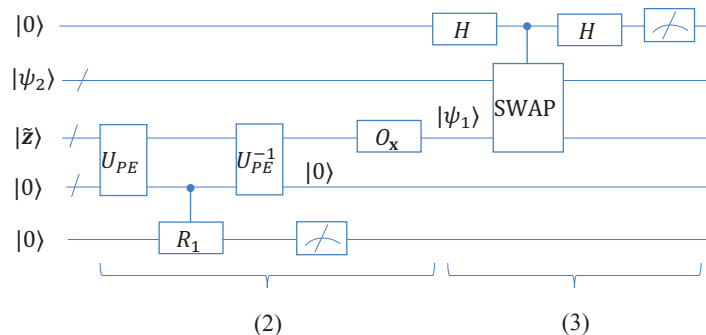 |0⟩ H H
|ψ₂⟩
SWAP
|z̃⟩ U_PE U_PE⁻¹ O_x |ψ₁⟩
|0⟩ |0⟩
|0⟩ R₁
(2) (3)